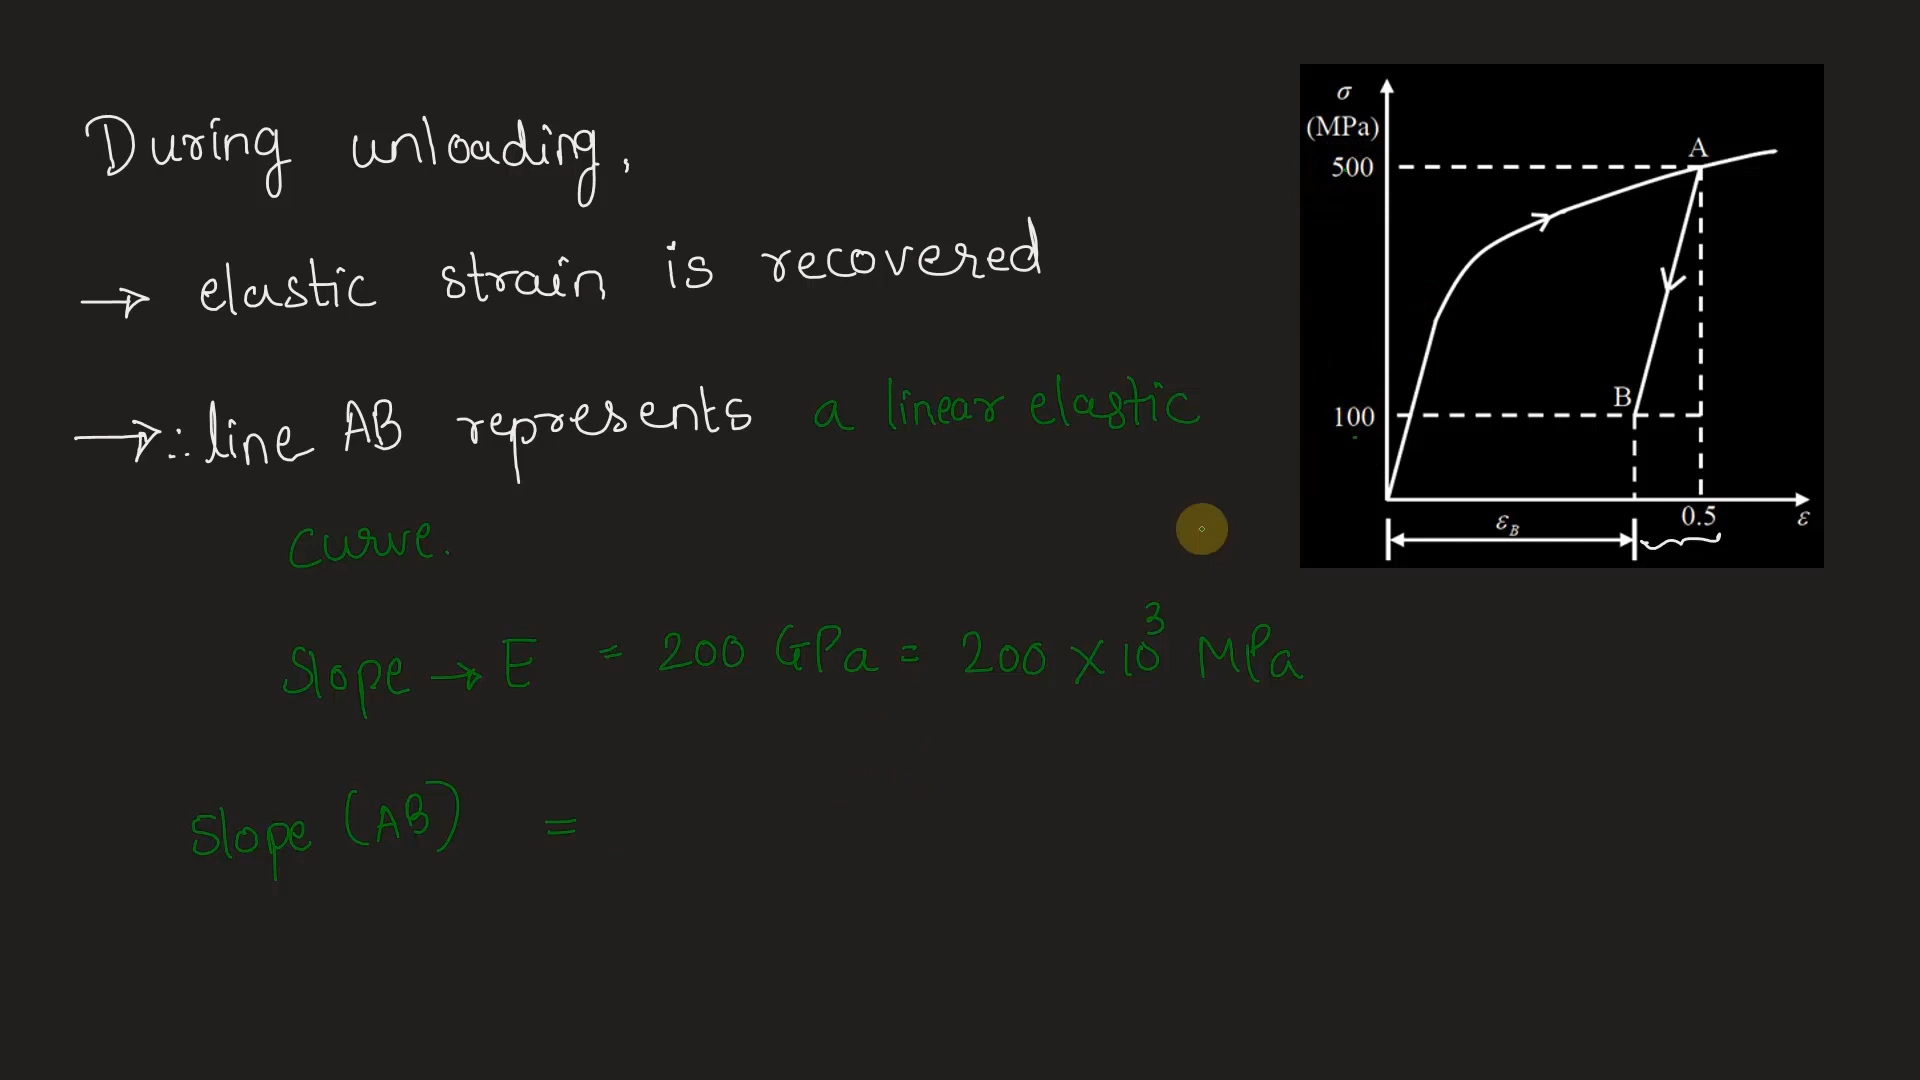 During unloading,
→ elastic strain is recovered
→ ∴ line AB represents a linear elastic
curve.
Slope → E = 200 GPa = 200 × 10³ MPa
Slope (AB) =
σ
(MPa)
500
A
B
100
0.5
ε
ε_B